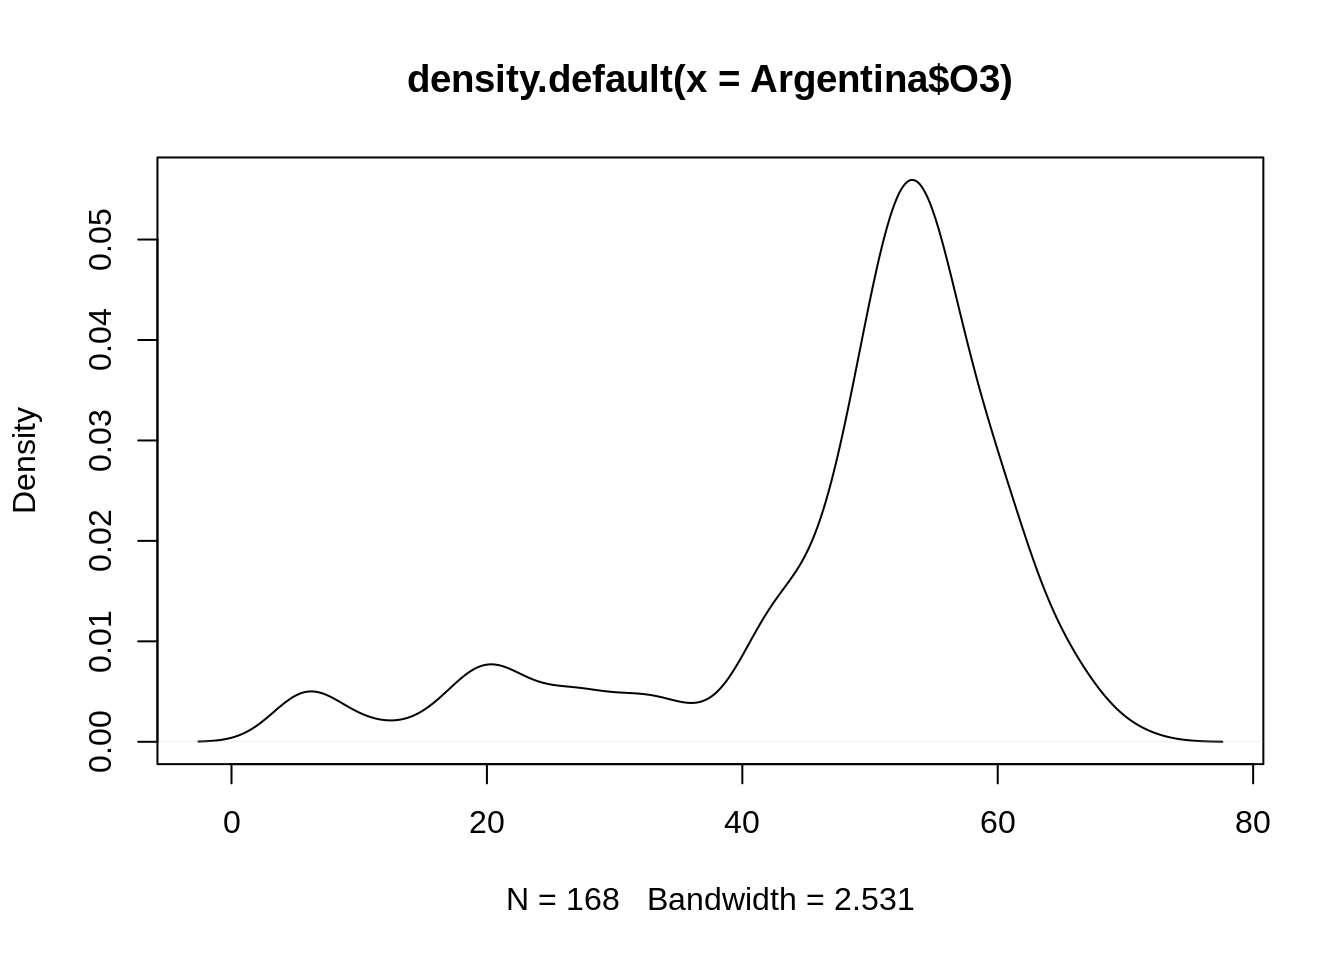 density.default(x = Argentina$O3)
Density
0.05
0.04
0.03
0.02
0.01
0.00
0 20 40 60 80
N = 168   Bandwidth = 2.531